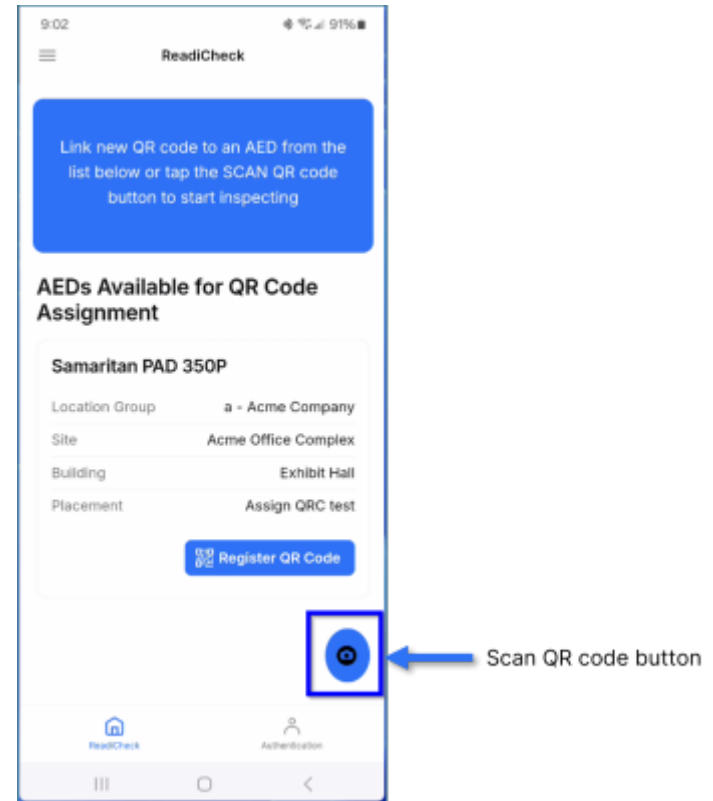 9:02 91%
ReadiCheck
Link new QR code to an AED from the
list below or tap the SCAN QR code
button to start inspecting
AEDs Available for QR Code
Assignment
Samaritan PAD 350P
Location Group a - Acme Company
Site Acme Office Complex
Building Exhibit Hall
Placement Assign QRC test
Register QR Code
Scan QR code button
ReadiCheck Authentication